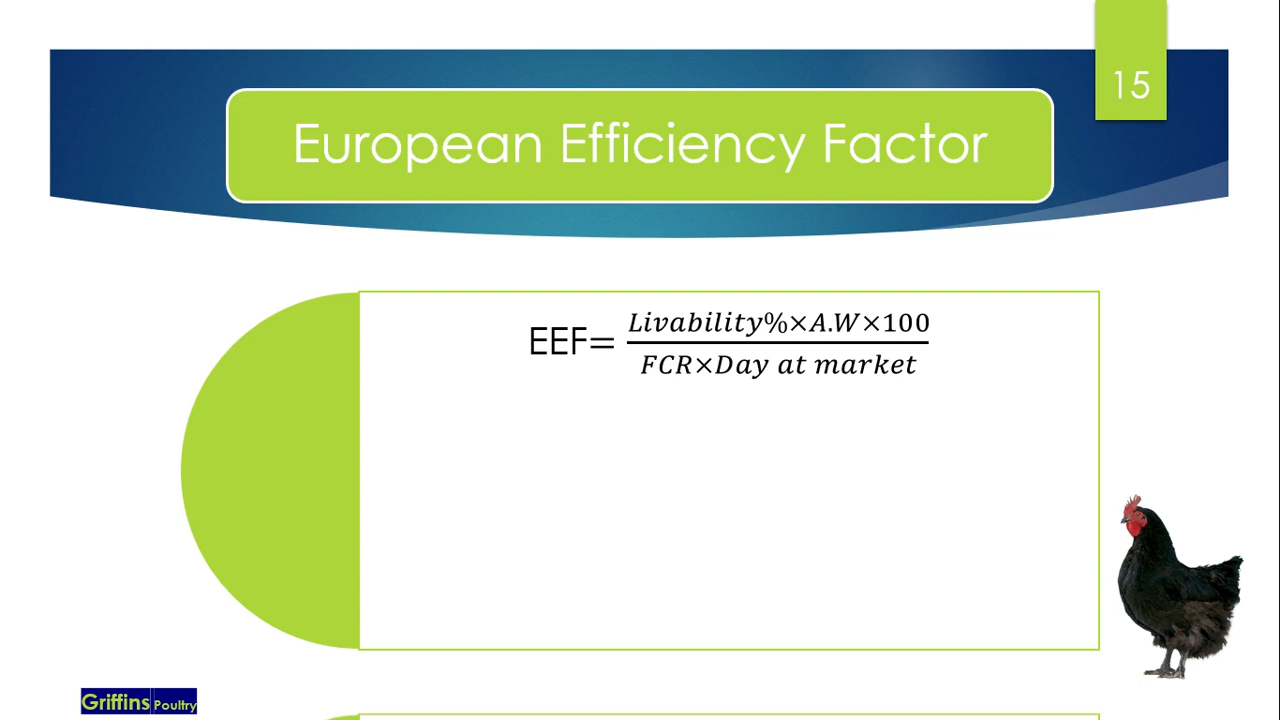 15
European Efficiency Factor
EEF= Livability%×A.W×100
FCR×Day at market
Griffins Poultry